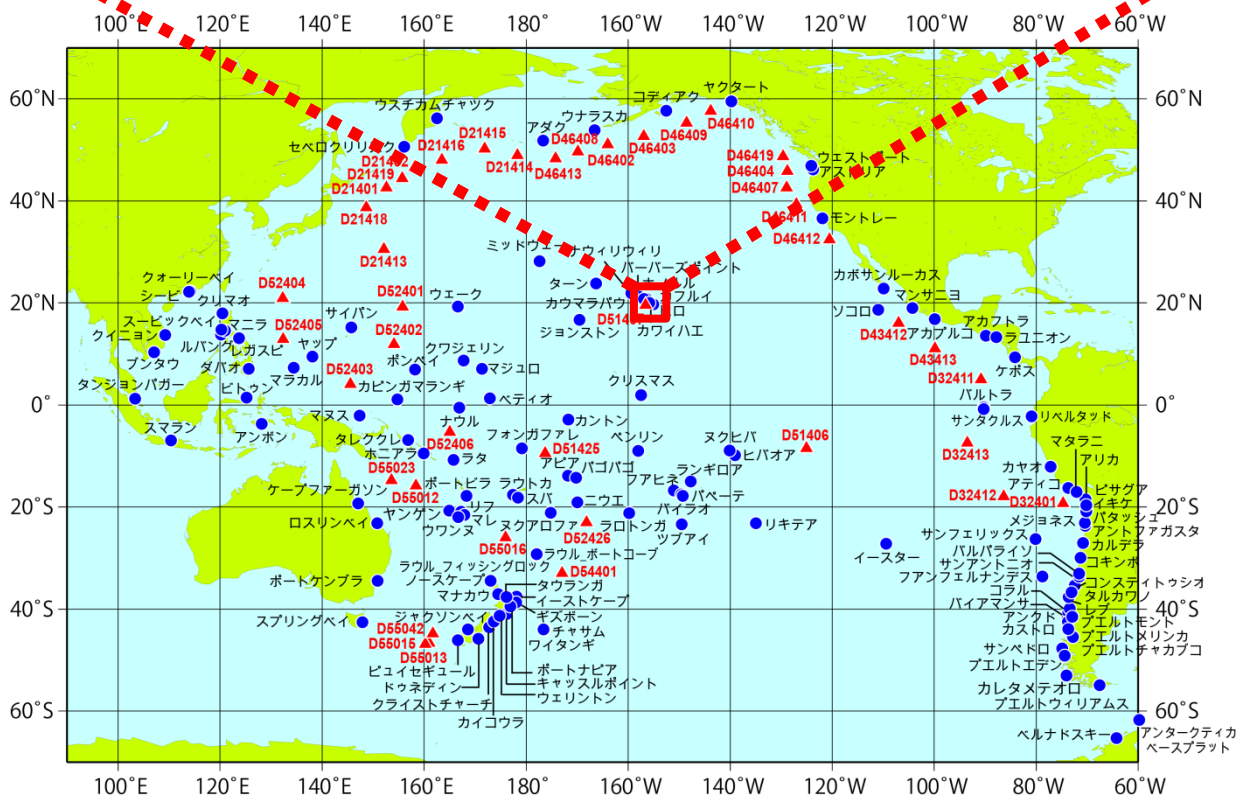 100°E 120°E 140°E 160°E 180° 160°W 140°W 120°W 100°W 80°W 60°W
60°N
40°N
20°N
0°
20°S
40°S
60°S
60°N
40°N
20°N
0°
20°S
40°S
60°S
ヤクタート
コディアク
ウスチカムチャツク
ウナラスカ
アダク
D46410
D46409
D21415
D46408
D46403
D21416
D46402
セベロクリリスク
D21414
D46413
D21419
D21401
D21418
D21413
D46419
ウェストポート
D46404
アストリア
D46407
D46411
モントレー
D46412
ミッドウェー
ナウィリウィリ
バーバーズポイント
ターン
カウマラパウ
カワイハエ
ジョンストン
カボサンルーカス
マンサニヨ
ソコロ
アカプルコ
アカフトラ
ラユニオン
D43412
D43413
ケポス
D32411
バルトラ
サンタクルス
リベルタッド
クォーリーベイ
D52404
シービ
クリマオ
スービックベイ
マニラ
D52405
クイニョン
ルバング
レガスピ
ヤップ
ブンタウ
ダバオ
マラカル
タンジョンパガー
ビトゥン
スマラン
アンボン
D52401
ウェーク
サイパン
D52402
クワジェリン
ポンペイ
マジュロ
D52403
カピンガマランギ
ベティオ
クリスマス
マヌス
ナウル
カントン
D52406
タレククレ
フォンガファレ
ペンリン
ヌクヒバ
D51406
D51425
ホニアラ
ラタ
アピア
パゴパゴ
ヒバオア
ランギロア
D55023
フアヒネ
D55012
ポートビラ
ラウトカ
スバ
ニウエ
パペーテ
ケープファーガソン
ヤンゲン
リフ
バイラオ
ロスリンベイ
ウワンヌ
マレ
ヌクアロファ
ラロトンガ
ツブアイ
リキテア
D52426
D55016
ラウル_ボートコーブ
イースター
D32413
マタラニ
アリカ
カヤオ
アティコ
D32412
ピサグア
D32401
イキケ
パタッシュ
メジョネス
アントファガスタ
サンフェリックス
カルデラ
バルパライソ
コキンボ
サンアントニオ
フアンフェルナンデス
コンスティトゥシオ
コラル
タルカワノ
バイアマンサ
レブ
アンクド
プエルトモント
カストロ
プエルトメリンカ
サンペドロ
プエルトチャカブコ
プエルトエデン
カレタメテオロ
プエルトウィリアムス
ベルナドスキー
アンタークティカ
ベースプラット
ラウル_フィッシングロック
D54401
ポートケンブラ
ノースケープ
タウランガ
マナカウ
イーストケープ
ギズボーン
スプリングベイ
ジャクソンベイ
D55042
チャサム
D55015
ワイタンギ
D55013
ピュイセギュール
ポートナピア
ドゥネディン
キャッスルポイント
クライストチャーチ
ウェリントン
カイコウラ
100°E 120°E 140°E 160°E 180° 160°W 140°W 120°W 100°W 80°W 60°W